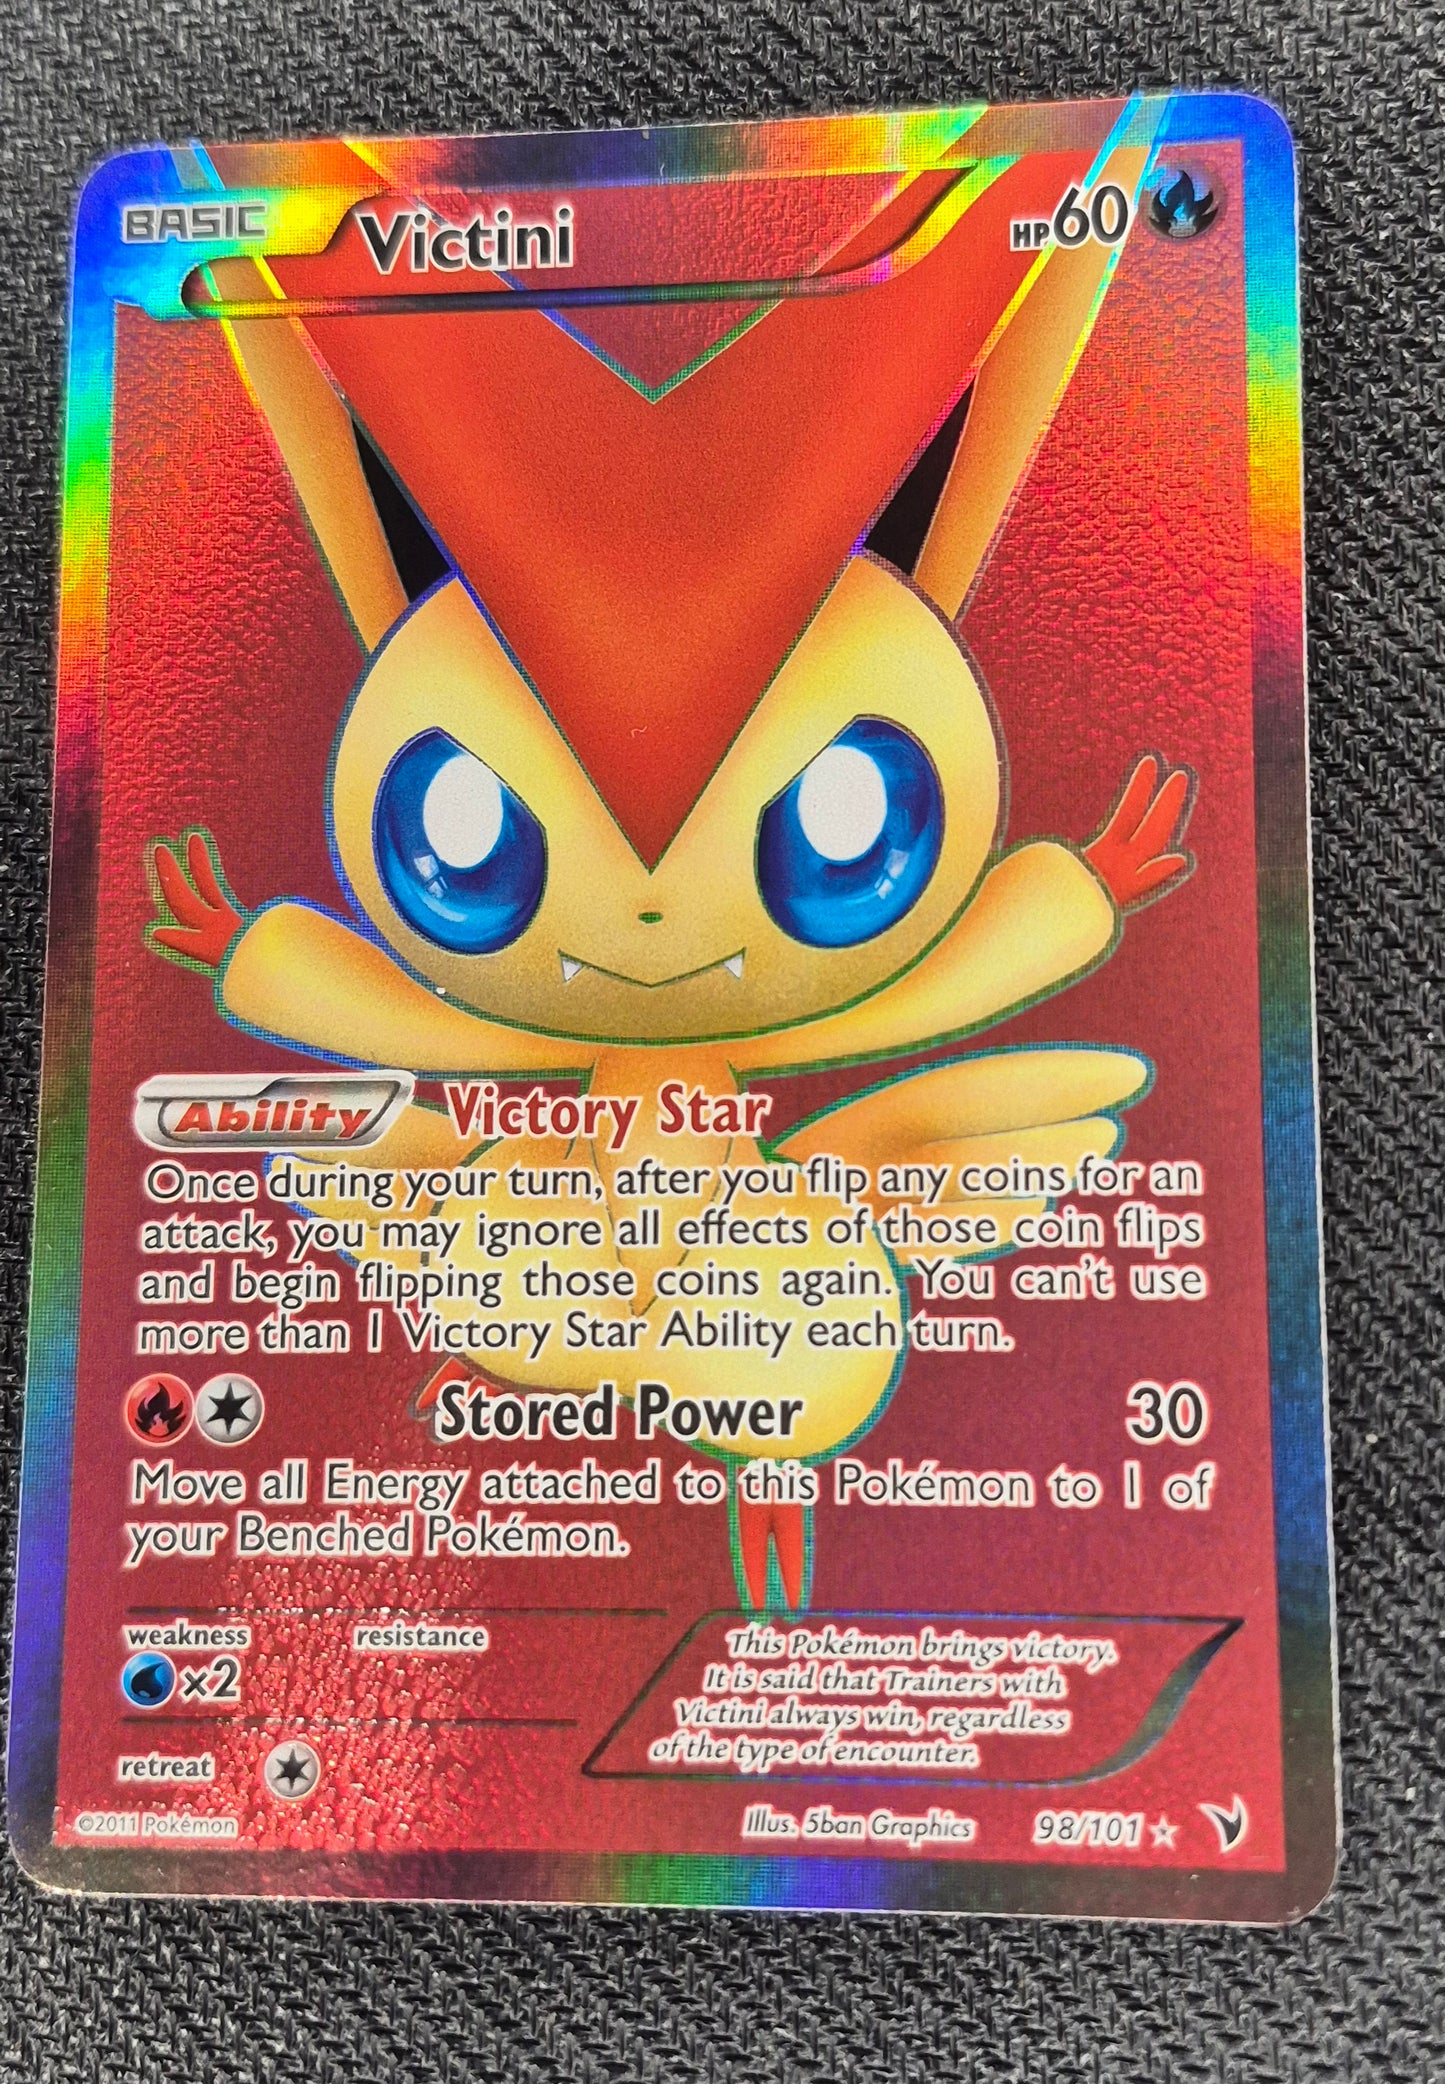 BASIC Victini HP60
Ability Victory Star
Once during your turn, after you flip any coins for an
attack, you may ignore all effects of those coin flips
and begin flipping those coins again. You can't use
more than 1 Victory Star Ability each turn.
Stored Power 30
Move all Energy attached to this Pokémon to 1 of
your Benched Pokémon.
weakness resistance
×2
retreat
This Pokémon brings victory.
It is said that Trainers with
Victini always win, regardless
of the type of encounter.
©2011 Pokémon Illus. 5ban Graphics 98/101